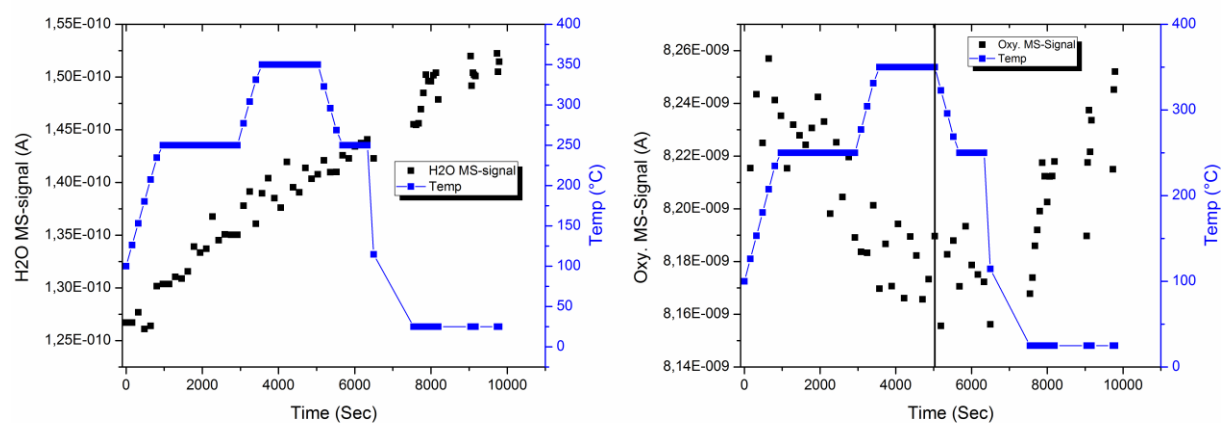 1,55E-010
1,50E-010
1,45E-010
1,40E-010
1,35E-010
1,30E-010
1,25E-010
H2O MS-signal (A)
H2O MS-signal
Temp
400
350
300
250
200
150
100
50
0
Temp (°C)
0 2000 4000 6000 8000 10000
Time (Sec)
8,26E-009
8,24E-009
8,22E-009
8,20E-009
8,18E-009
8,16E-009
8,14E-009
Oxy. MS-Signal (A)
Oxy. MS-Signal
Temp
400
300
200
100
0
Temp (°C)
0 2000 4000 6000 8000 10000
Time (Sec)